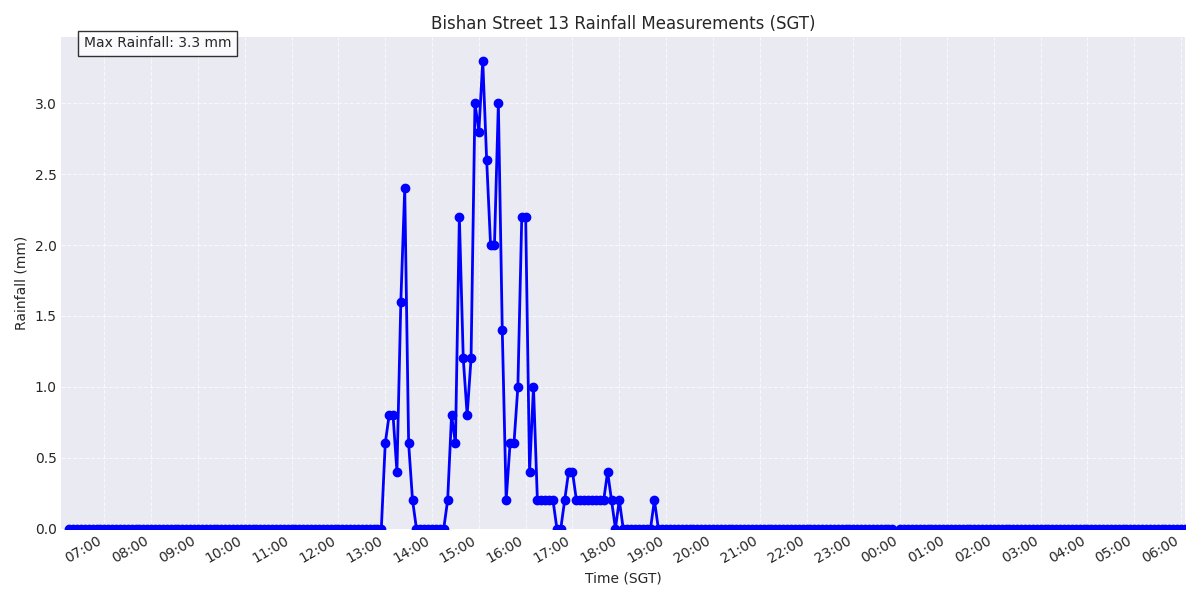 Bishan Street 13 Rainfall Measurements (SGT)
Max Rainfall: 3.3 mm
Rainfall (mm)
3.0
2.5
2.0
1.5
1.0
0.5
0.0
07:00 08:00 09:00 10:00 11:00 12:00 13:00 14:00 15:00 16:00 17:00 18:00 19:00 20:00 21:00 22:00 23:00 00:00 01:00 02:00 03:00 04:00 05:00 06:00
Time (SGT)